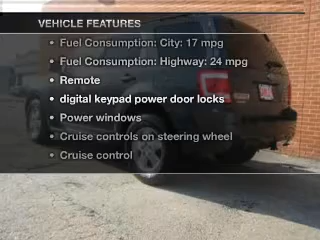 VEHICLE FEATURES
• Fuel Consumption: City: 17 mpg
• Fuel Consumption: Highway: 24 mpg
• Remote
• digital keypad power door locks
• Power windows
• Cruise controls on steering wheel
• Cruise control